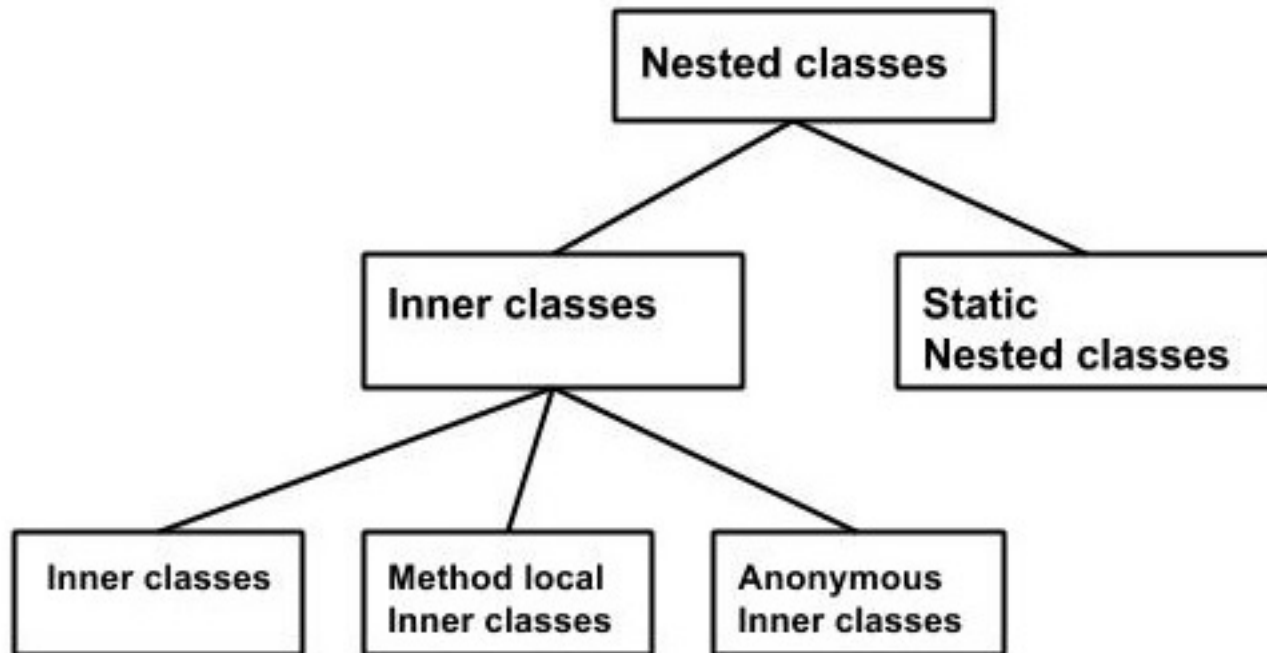 Nested classes
Inner classes
Static
Nested classes
Inner classes
Method local
Inner classes
Anonymous
Inner classes